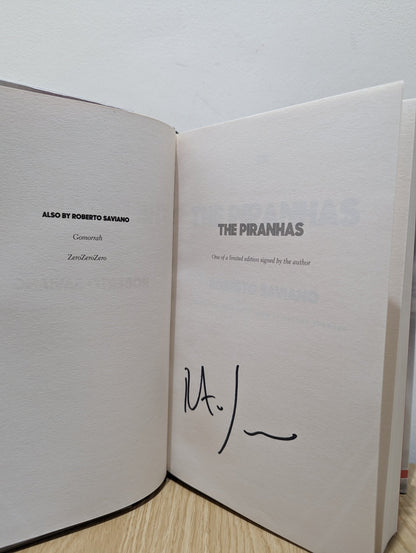 ALSO BY ROBERTO SAVIANO
Gomorrah
ZeroZeroZero
THE PIRANHAS
One of a limited edition signed by the author